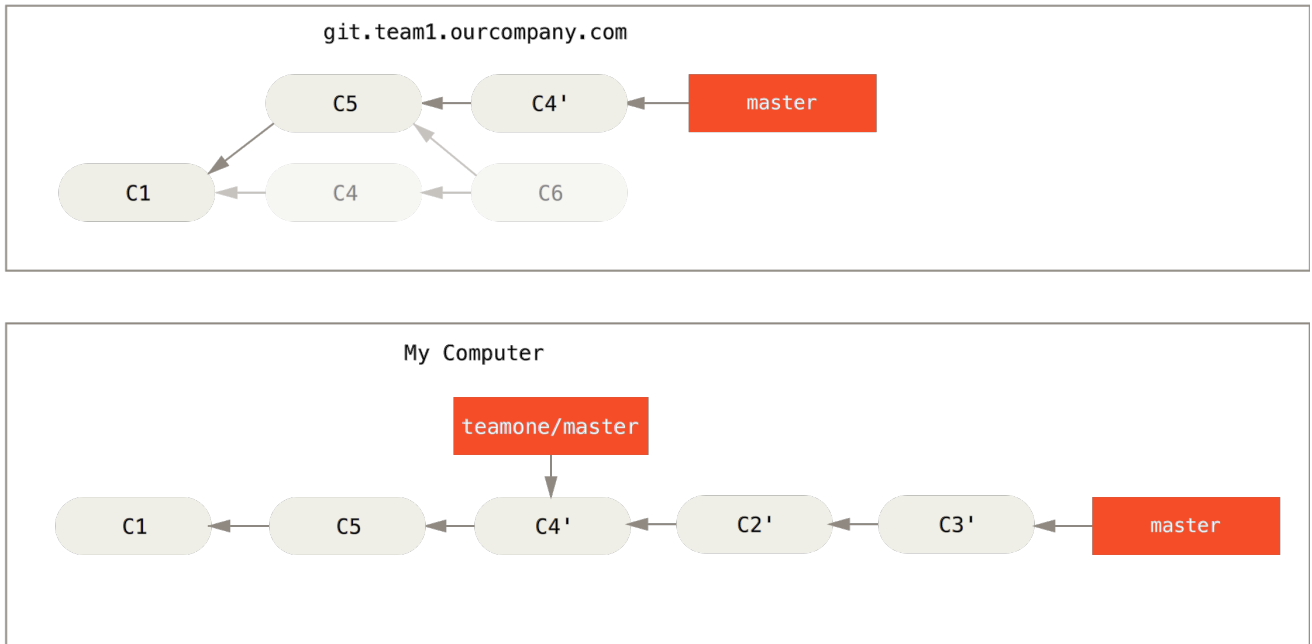 git.team1.ourcompany.com
C5
C4'
master
C1
C4
C6
My Computer
teamone/master
C1
C5
C4'
C2'
C3'
master